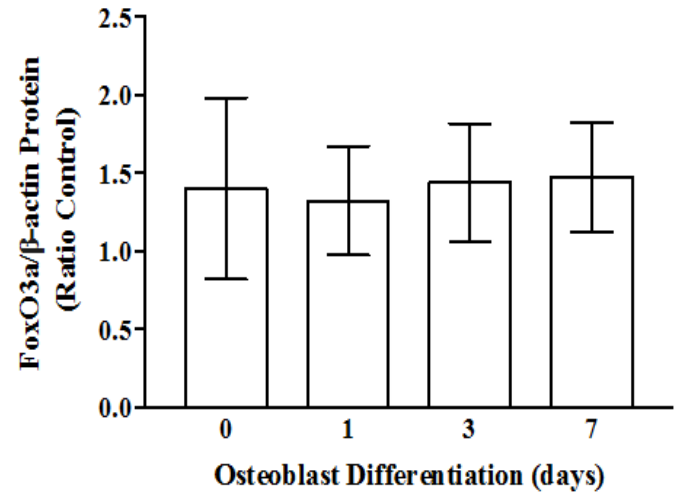 FoxO3a/β-actin Protein
(Ratio Control)
2.5
2.0
1.5
1.0
0.5
0.0
0 1 3 7
Osteoblast Differentiation (days)